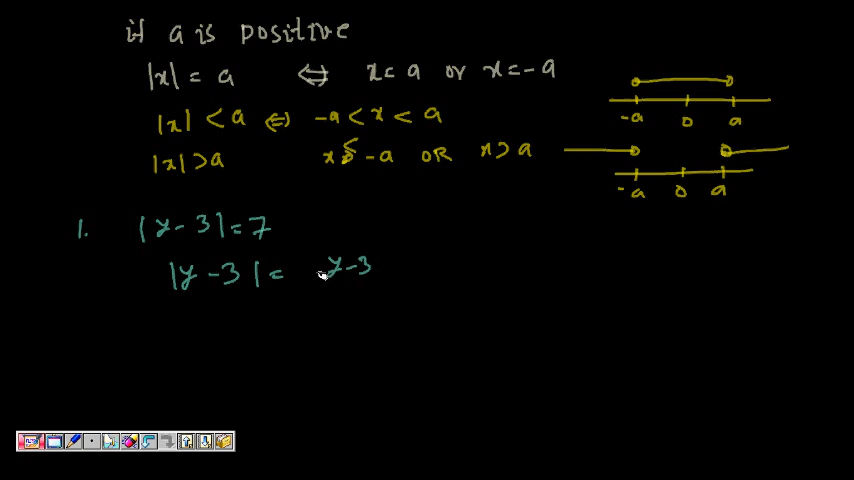 if a is positive
|x| = a ⇔ x = a or x = -a
|x| < a ⇔ -a < x < a
-a 0 a
|x| > a x < -a OR x > a
-a 0 a
1. |y - 3| = 7
|y - 3| = y - 3